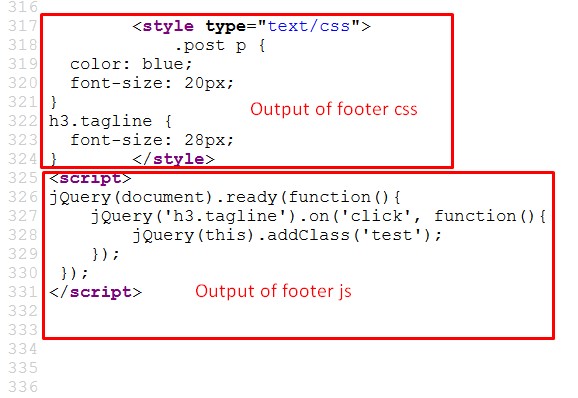 316
317 <style type="text/css">
318 .post p {
319 color: blue;
320 font-size: 20px;
321 }
Output of footer css
322 h3.tagline {
323 font-size: 28px;
324 } </style>
325 <script>
326 jQuery(document).ready(function(){
327 jQuery('h3.tagline').on('click', function(){
328 jQuery(this).addClass('test');
329 });
330 });
331 </script>
Output of footer js
332
333
334
335
336